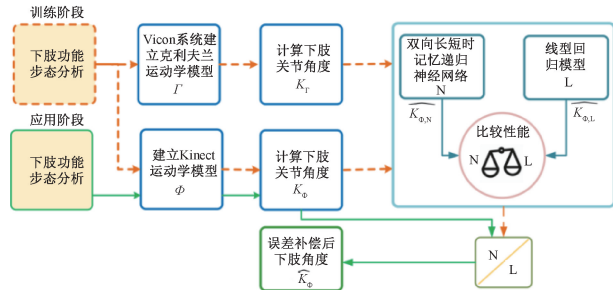 训练阶段
下肢功能
步态分析
Vicon系统建
立克利夫兰
运动学模型
Γ
计算下肢
关节角度
K_Γ
双向长短时
记忆递归
神经网络
N
线型回
归模型
L
K̂_Φ,N
K̂_Φ,L
比较性能
N L
应用阶段
下肢功能
步态分析
建立Kinect
运动学模型
Φ
计算下肢
关节角度
K_Φ
误差补偿后
下肢角度
K̂_Φ
N
L